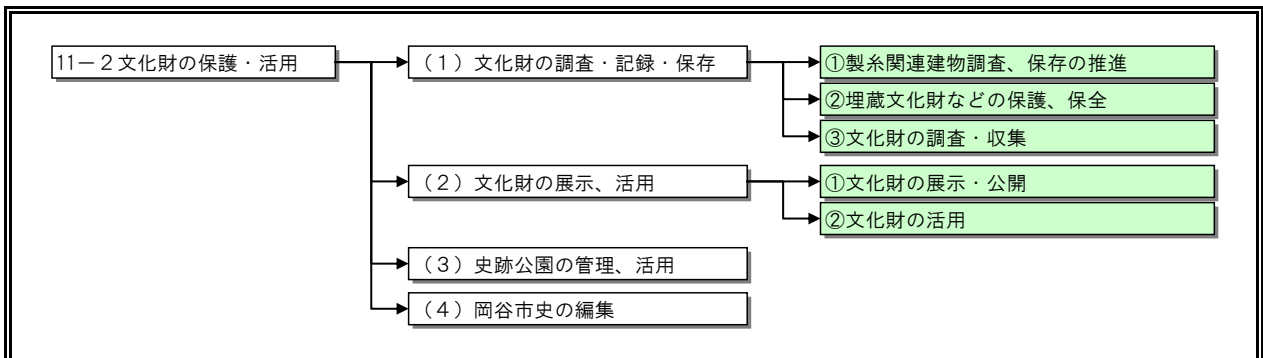 11－2文化財の保護・活用
（1）文化財の調査・記録・保存
①製糸関連建物調査、保存の推進
②埋蔵文化財などの保護、保全
③文化財の調査・収集
（2）文化財の展示、活用
①文化財の展示・公開
②文化財の活用
（3）史跡公園の管理、活用
（4）岡谷市史の編集